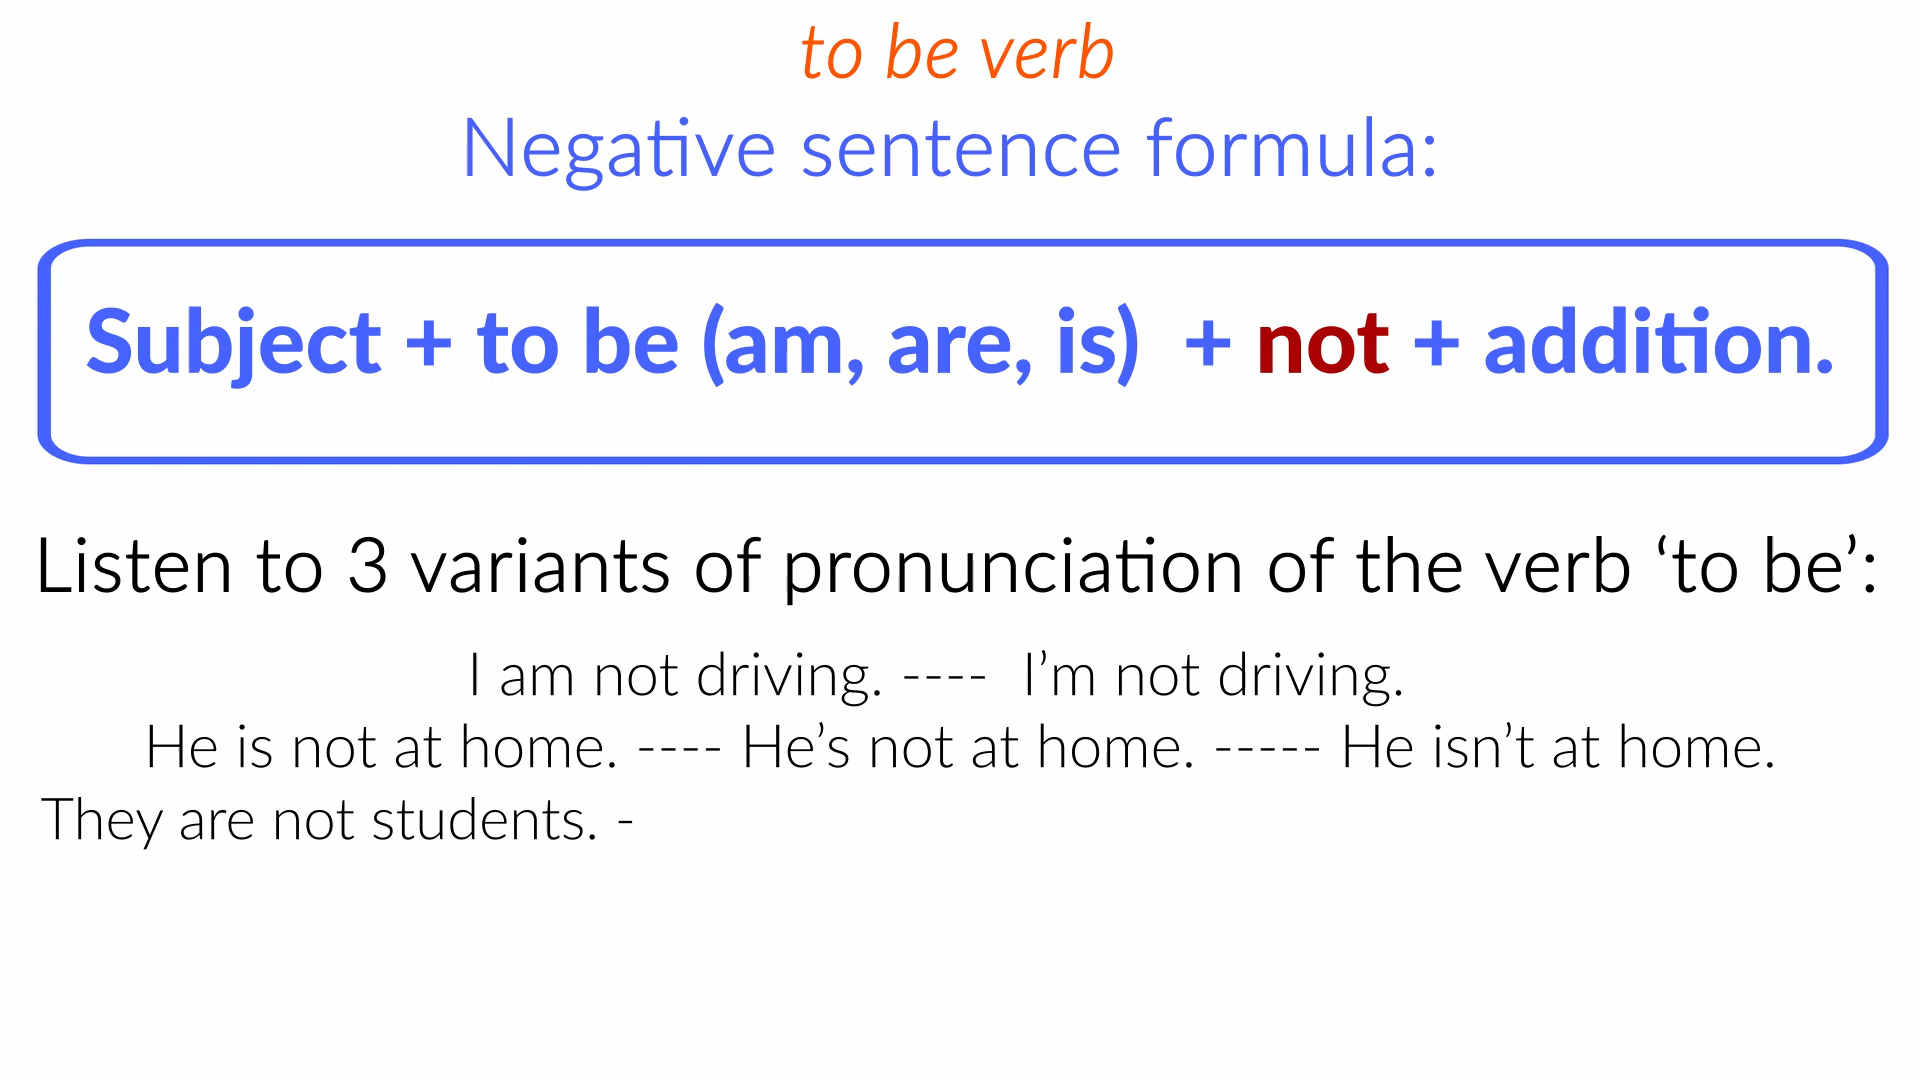 to be verb
Negative sentence formula:
Subject + to be (am, are, is) + not + addition.
Listen to 3 variants of pronunciation of the verb ‘to be’:
I am not driving. ---- I’m not driving.
He is not at home. ---- He’s not at home. ----- He isn’t at home.
They are not students. -